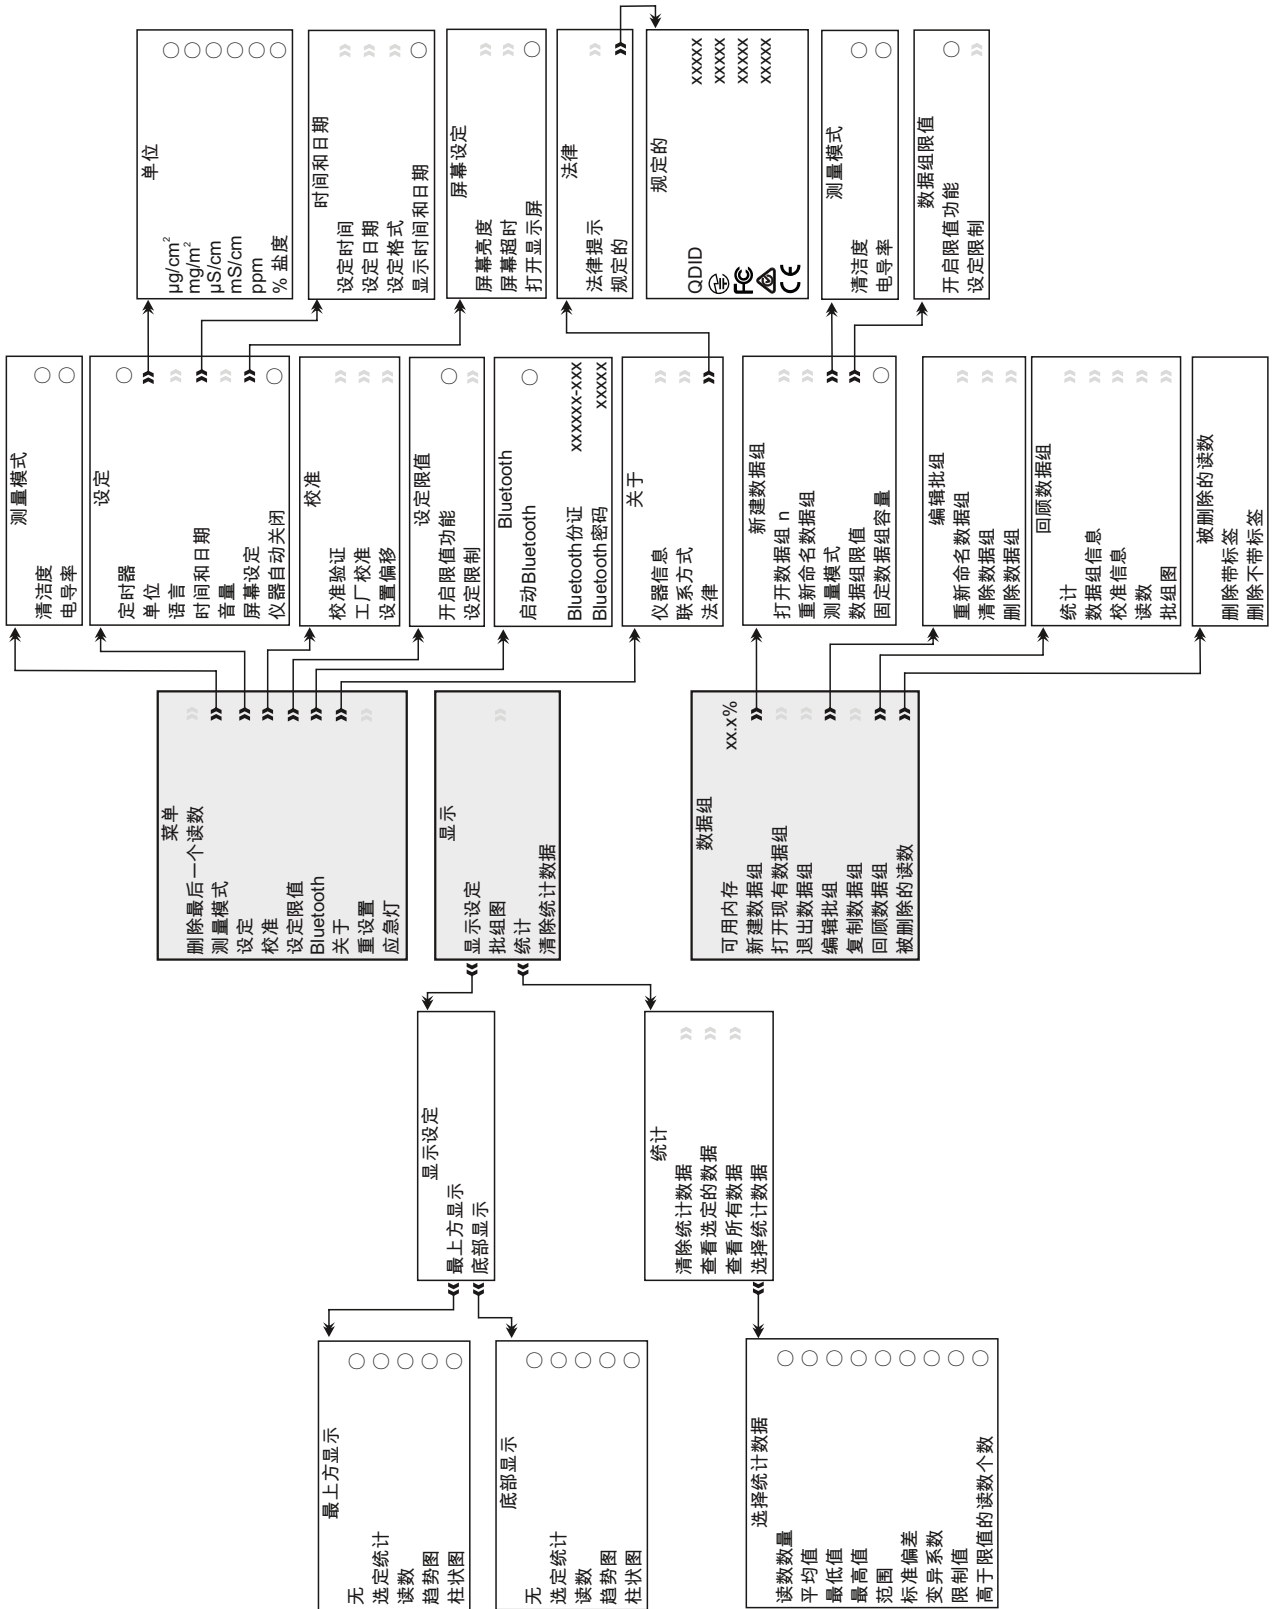 菜单
删除最后一个读数
测量模式
设定
校准
设定限值
Bluetooth
关于
重设置
应急灯
测量模式
清洁度
电导率
设定
定时器
单位
语言
时间和日期
音量
屏幕设定
仪器自动关闭
单位
µg/cm²
mg/m²
µS/cm
mS/cm
ppm
% 盐度
时间和日期
设定时间
设定日期
设定格式
显示时间和日期
屏幕设定
屏幕亮度
屏幕超时
打开显示屏
校准
校准验证
工厂校准
设置偏移
设定限值
开启限值功能
设定限制
Bluetooth
启动Bluetooth
Bluetooth份证 xxxxxx-xxx
Bluetooth密码 xxxxx
关于
仪器信息
联系方式
法律
法律
法律提示
规定的
规定的
QDID xxxxx
xxxxx
FC xxxxx
xxxxx
CE
显示
显示设定
批组图
统计
清除统计数据
显示设定
最上方显示
底部显示
最上方显示
无
选定统计
读数
趋势图
柱状图
底部显示
无
选定统计
读数
趋势图
柱状图
统计
清除统计数据
查看选定的数据
查看所有数据
选择统计数据
选择统计数据
读数数量
平均值
最低值
最高值
范围
标准偏差
变异系数
限制值
高于限值的读数个数
数据组
可用内存 xx.x%
新建数据组
打开现有数据组
退出数据组
编辑批组
复制数据组
回顾数据组
被删除的读数
新建数据组
打开数据组 n
重新命名数据组
测量模式
数据组限值
固定数据组容量
测量模式
清洁度
电导率
数据组限值
开启限值功能
设定限制
编辑批组
重新命名数据组
清除数据组
删除数据组
回顾数据组
统计
数据组信息
校准信息
读数
批组图
被删除的读数
删除带标签
删除不带标签